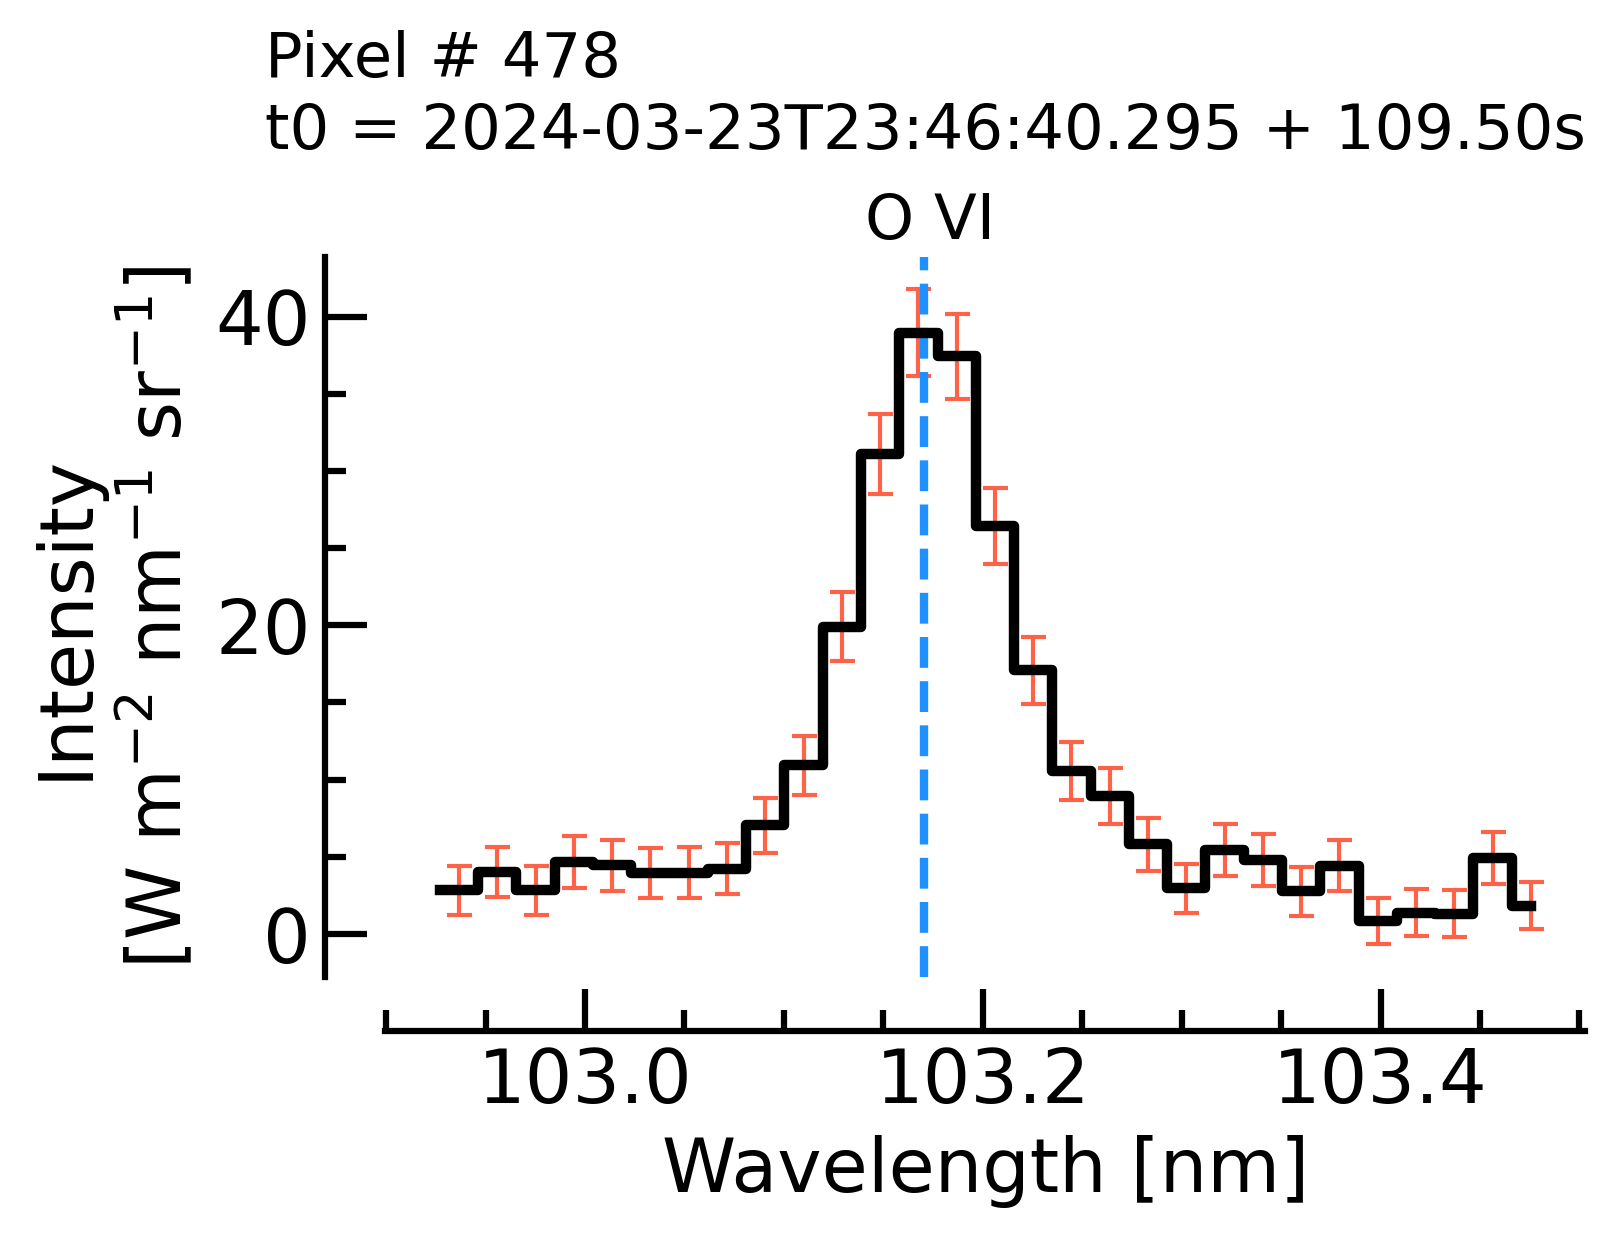 Pixel # 478
t0 = 2024-03-23T23:46:40.295 + 109.50s
O VI
Intensity
[W m⁻² nm⁻¹ sr⁻¹]
40
20
0
103.0 103.2 103.4
Wavelength [nm]